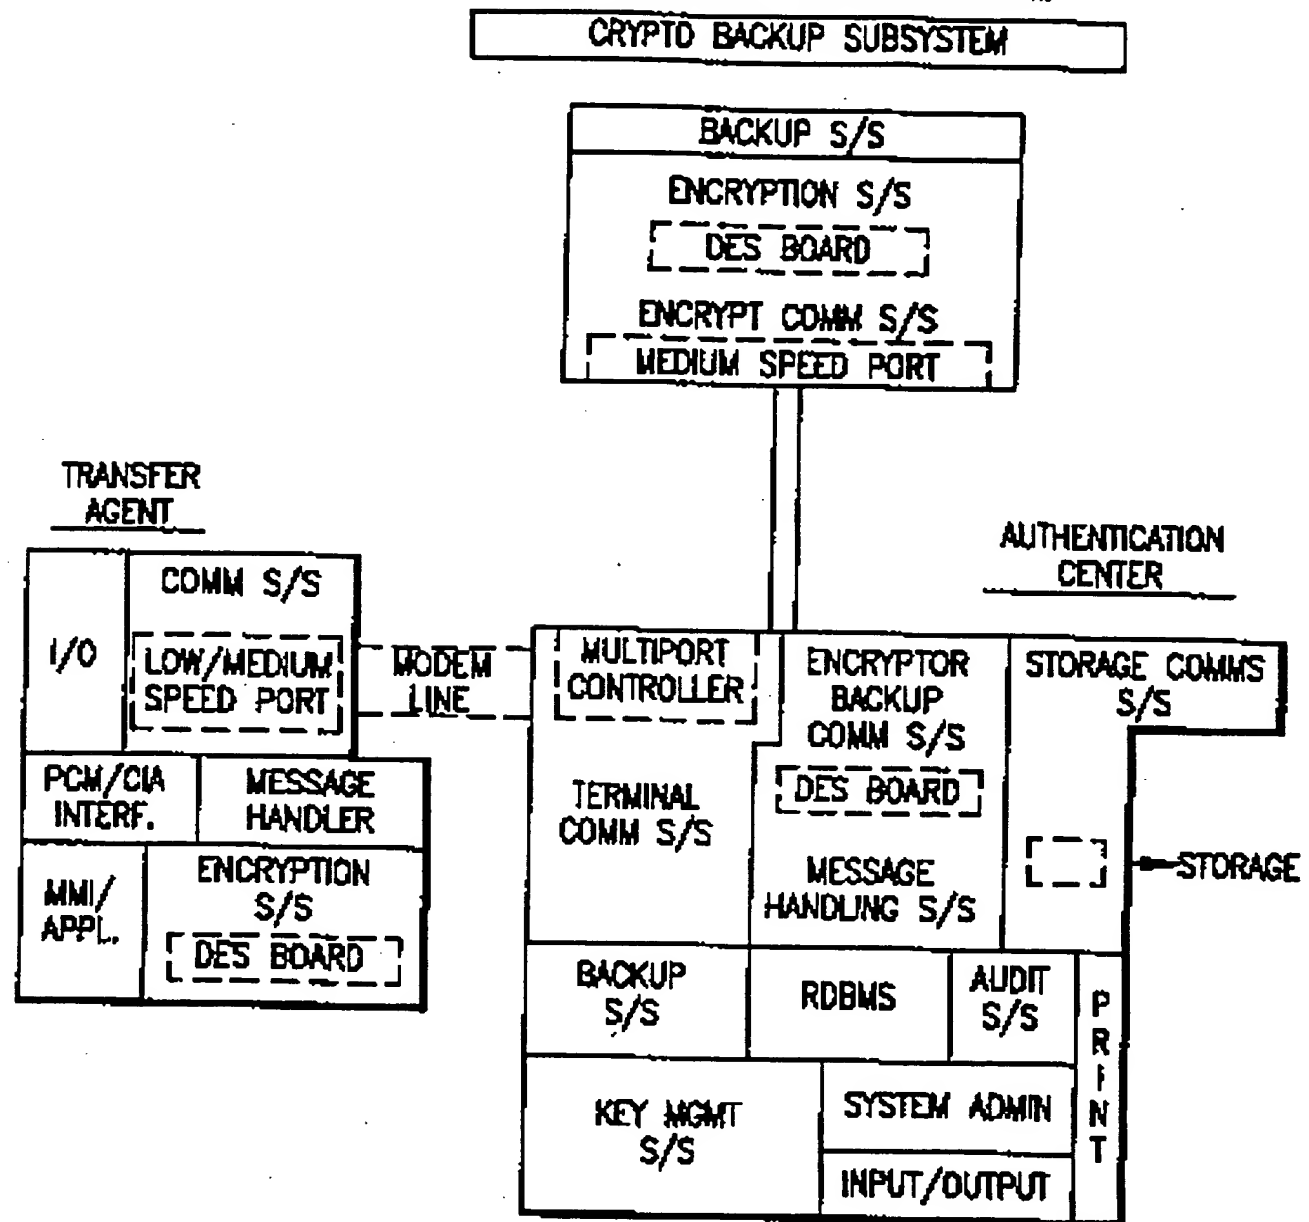 CRYPTO BACKUP SUBSYSTEM
BACKUP S/S
ENCRYPTION S/S
DES BOARD
ENCRYPT COMM S/S
MEDIUM SPEED PORT
TRANSFER
AGENT
COMM S/S
I/O
LOW/MEDIUM
SPEED PORT
MODEM
LINE
PCM/CIA
INTERF.
MESSAGE
HANDLER
MMI/
APPL.
ENCRYPTION
S/S
DES BOARD
AUTHENTICATION
CENTER
MULTIPORT
CONTROLLER
TERMINAL
COMM S/S
ENCRYPTOR
BACKUP
COMM S/S
DES BOARD
MESSAGE
HANDLING S/S
STORAGE COMMS
S/S
STORAGE
BACKUP
S/S
RDBMS
AUDIT
S/S
PRINT
KEY MGMT
S/S
SYSTEM ADMIN
INPUT/OUTPUT